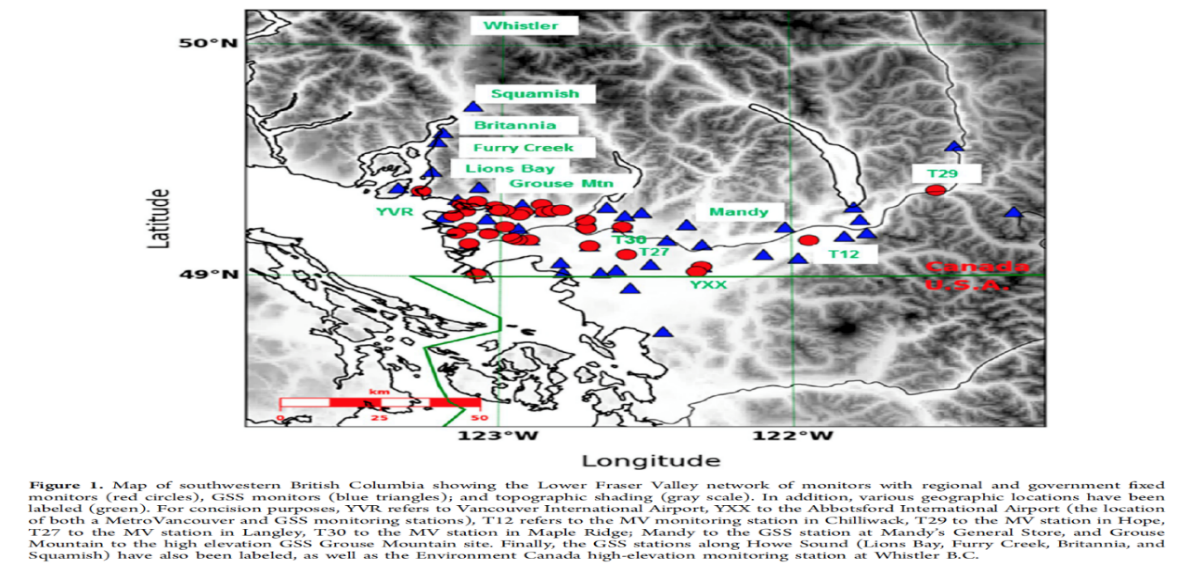 Whistler
50°N
Squamish
Britannia
Furry Creek
Lions Bay
T29
Grouse Mtn
YVR
Mandy
T30
T27
T12
Canada
49°N
U.S.A.
YXX
Latitude
km
0 25 50
123°W 122°W
Longitude
Figure 1. Map of southwestern British Columbia showing the Lower Fraser Valley network of monitors with regional and government fixed
monitors (red circles), GSS monitors (blue triangles); and topographic shading (gray scale). In addition, various geographic locations have been
labeled (green). For concision purposes, YVR refers to Vancouver International Airport, YXX to the Abbotsford International Airport (the location
of both a MetroVancouver and GSS monitoring stations), T12 refers to the MV monitoring station in Chilliwack, T29 to the MV station in Hope,
T27 to the MV station in Langley, T30 to the MV station in Maple Ridge; Mandy to the GSS station at Mandy's General Store, and Grouse
Mountain to the high elevation GSS Grouse Mountain site. Finally, the GSS stations along Howe Sound (Lions Bay, Furry Creek, Britannia, and
Squamish) have also been labeled, as well as the Environment Canada high-elevation monitoring station at Whistler B.C.